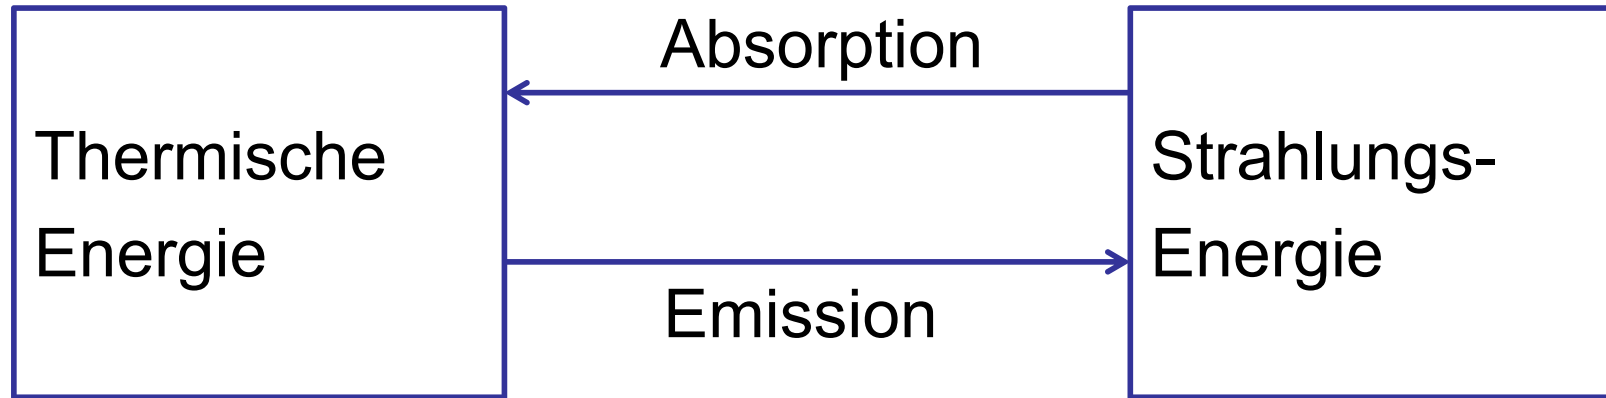 Absorption
Thermische
Energie
Strahlungs-
Energie
Emission